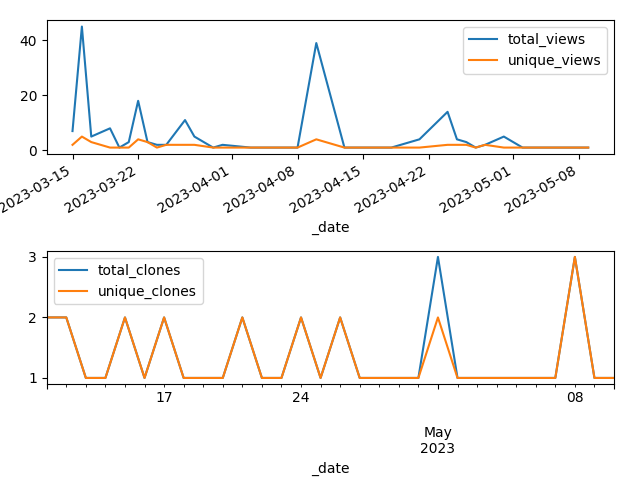 40
20
0
total_views
unique_views
2023-03-15
2023-03-22
2023-04-01
2023-04-08
2023-04-15
2023-04-22
2023-05-01
2023-05-08
_date
3
2
1
total_clones
unique_clones
17
24
08
May
2023
_date